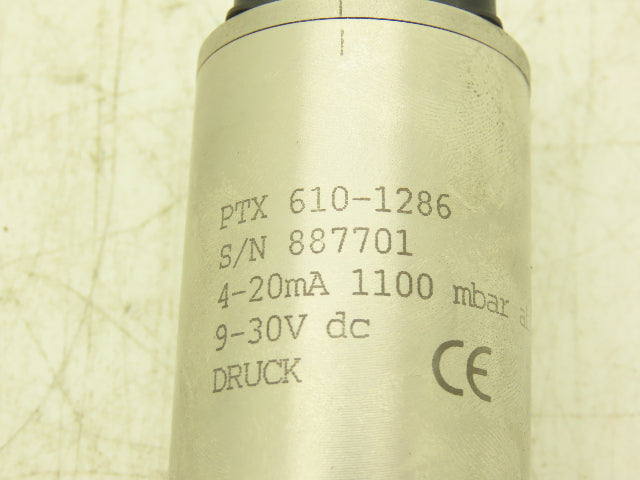 PTX 610-1286
S/N 887701
4-20mA 1100 mbar
9-30V dc
DRUCK CE